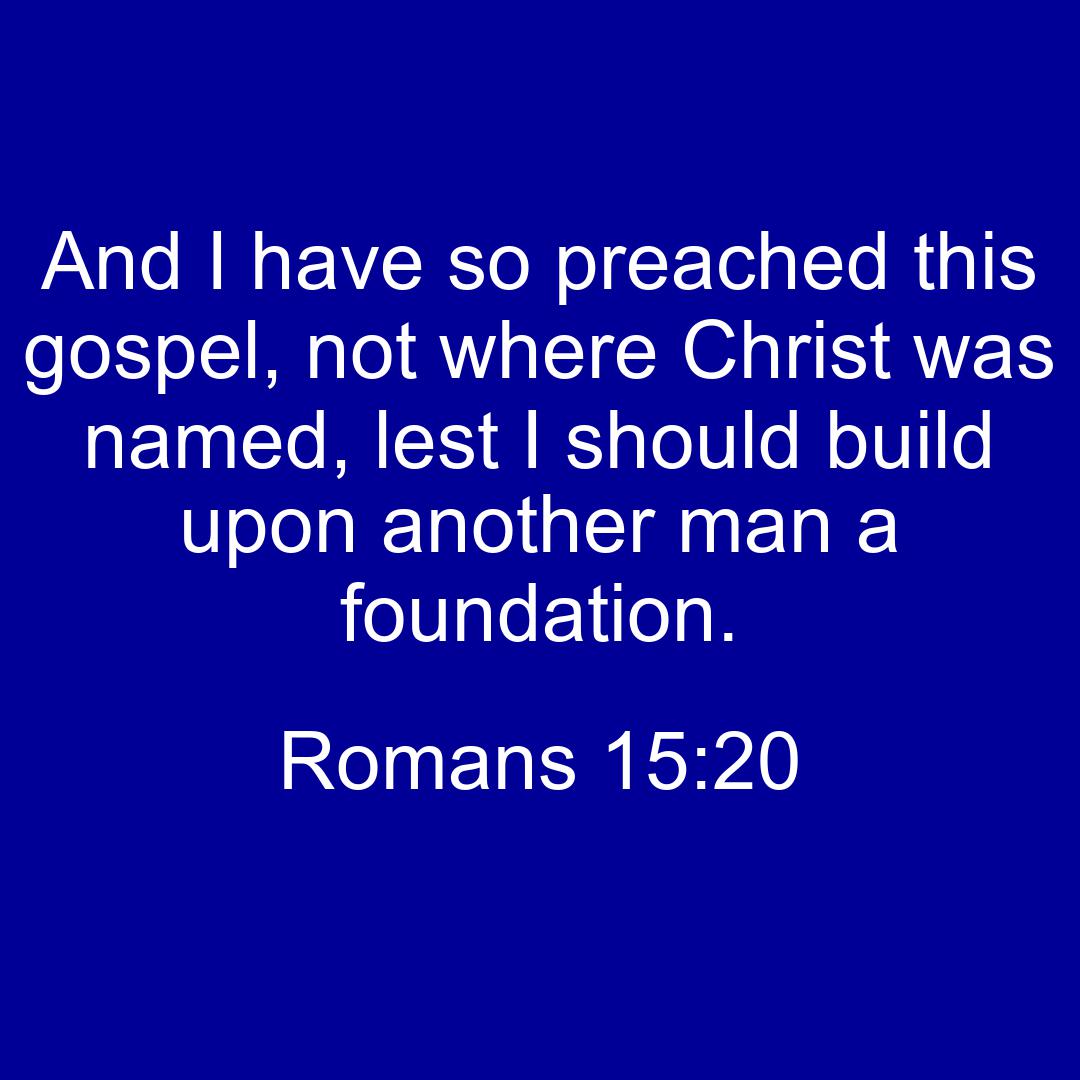 And I have so preached this
gospel, not where Christ was
named, lest I should build
upon another man a
foundation.
Romans 15:20